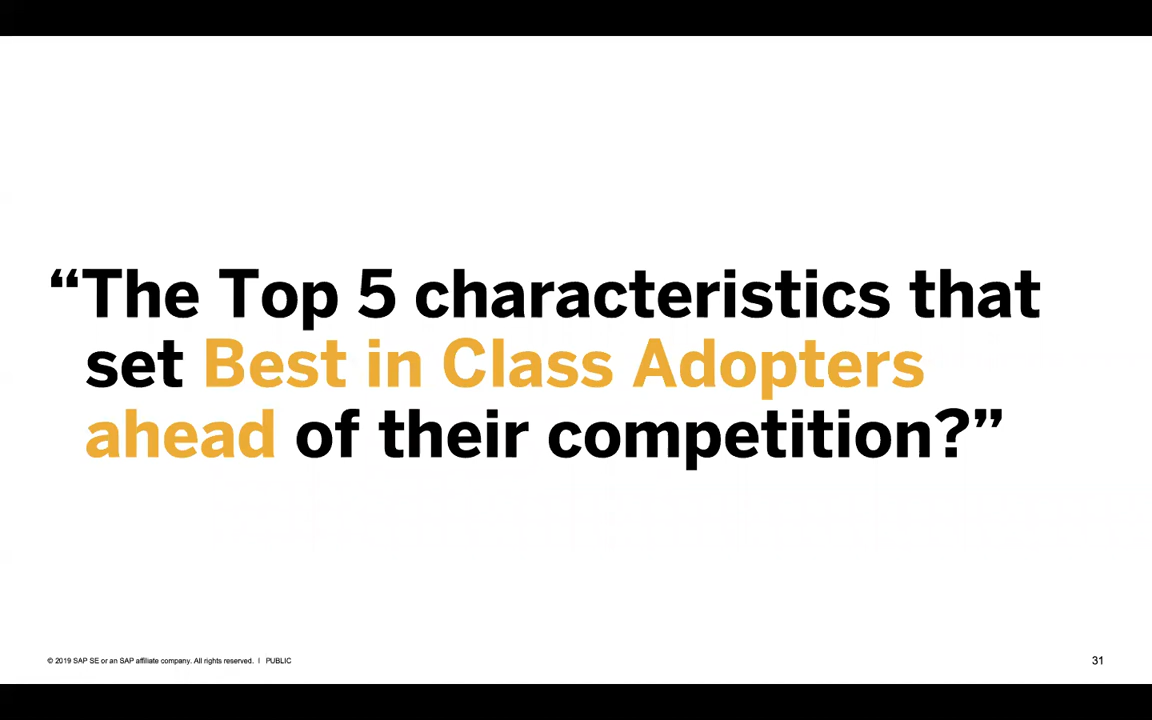 “The Top 5 characteristics that
set Best in Class Adopters
ahead of their competition?”
© 2019 SAP SE or an SAP affiliate company. All rights reserved. ǀ PUBLIC
31